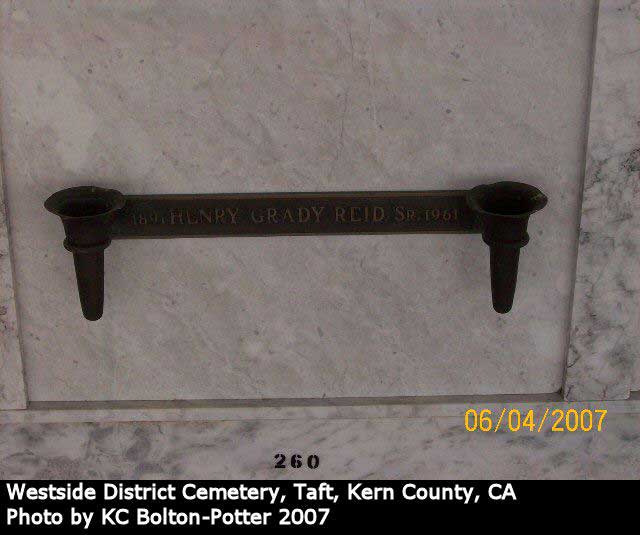 1891 HENRY GRADY REID SR. 1961
06/04/2007
260
Westside District Cemetery, Taft, Kern County, CA
Photo by KC Bolton-Potter 2007